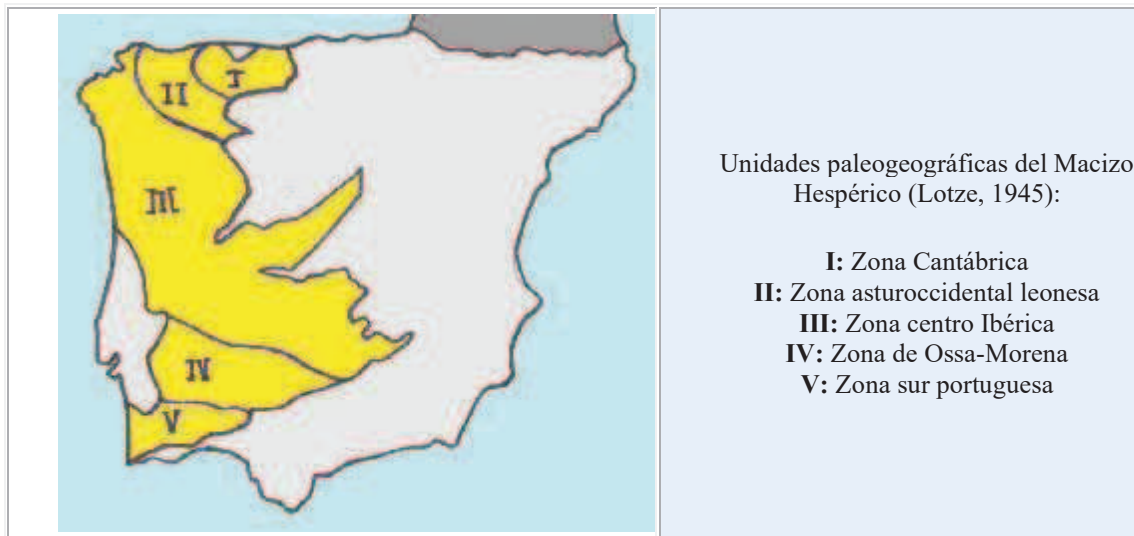 I
II
III
IV
V
Unidades paleogeográficas del Macizo
Hespérico (Lotze, 1945):
I: Zona Cantábrica
II: Zona asturoccidental leonesa
III: Zona centro Ibérica
IV: Zona de Ossa-Morena
V: Zona sur portuguesa